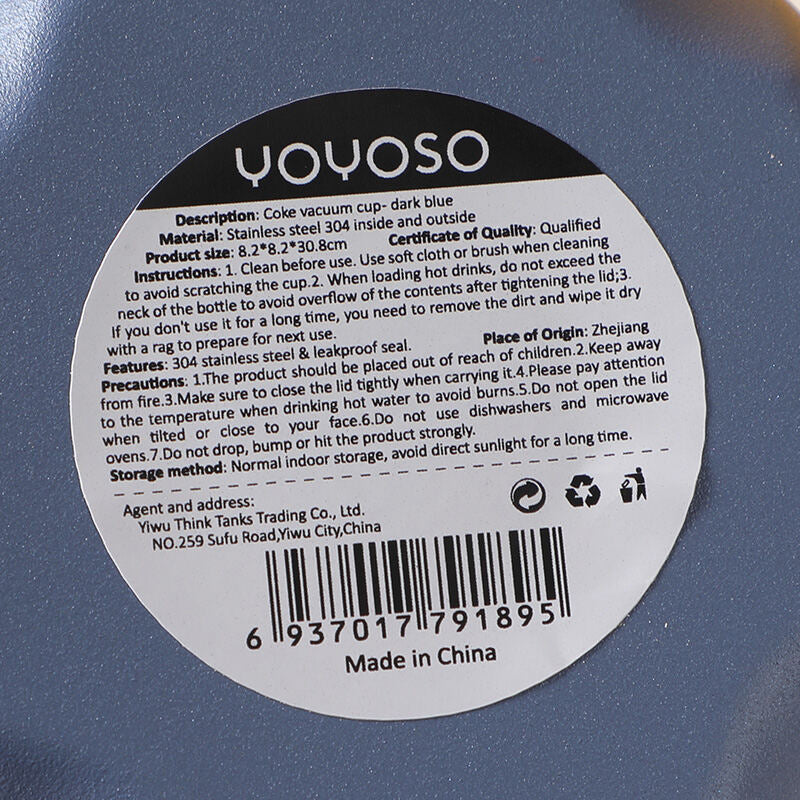 YOYOSO
Description: Coke vacuum cup- dark blue
Material: Stainless steel 304 inside and outside
Product size: 8.2*8.2*30.8cm Certificate of Quality: Qualified
Instructions: 1. Clean before use. Use soft cloth or brush when cleaning
to avoid scratching the cup.2. When loading hot drinks, do not exceed the
neck of the bottle to avoid overflow of the contents after tightening the lid;3.
If you don't use it for a long time, you need to remove the dirt and wipe it dry
with a rag to prepare for next use.
Features: 304 stainless steel & leakproof seal. Place of Origin: Zhejiang
Precautions: 1.The product should be placed out of reach of children.2.Keep away
from fire.3.Make sure to close the lid tightly when carrying it.4.Please pay attention
to the temperature when drinking hot water to avoid burns.5.Do not open the lid
when tilted or close to your face.6.Do not use dishwashers and microwave
ovens.7.Do not drop, bump or hit the product strongly.
Storage method: Normal indoor storage, avoid direct sunlight for a long time.
Agent and address:
Yiwu Think Tanks Trading Co., Ltd.
NO.259 Sufu Road,Yiwu City,China
6 937017 791895
Made in China